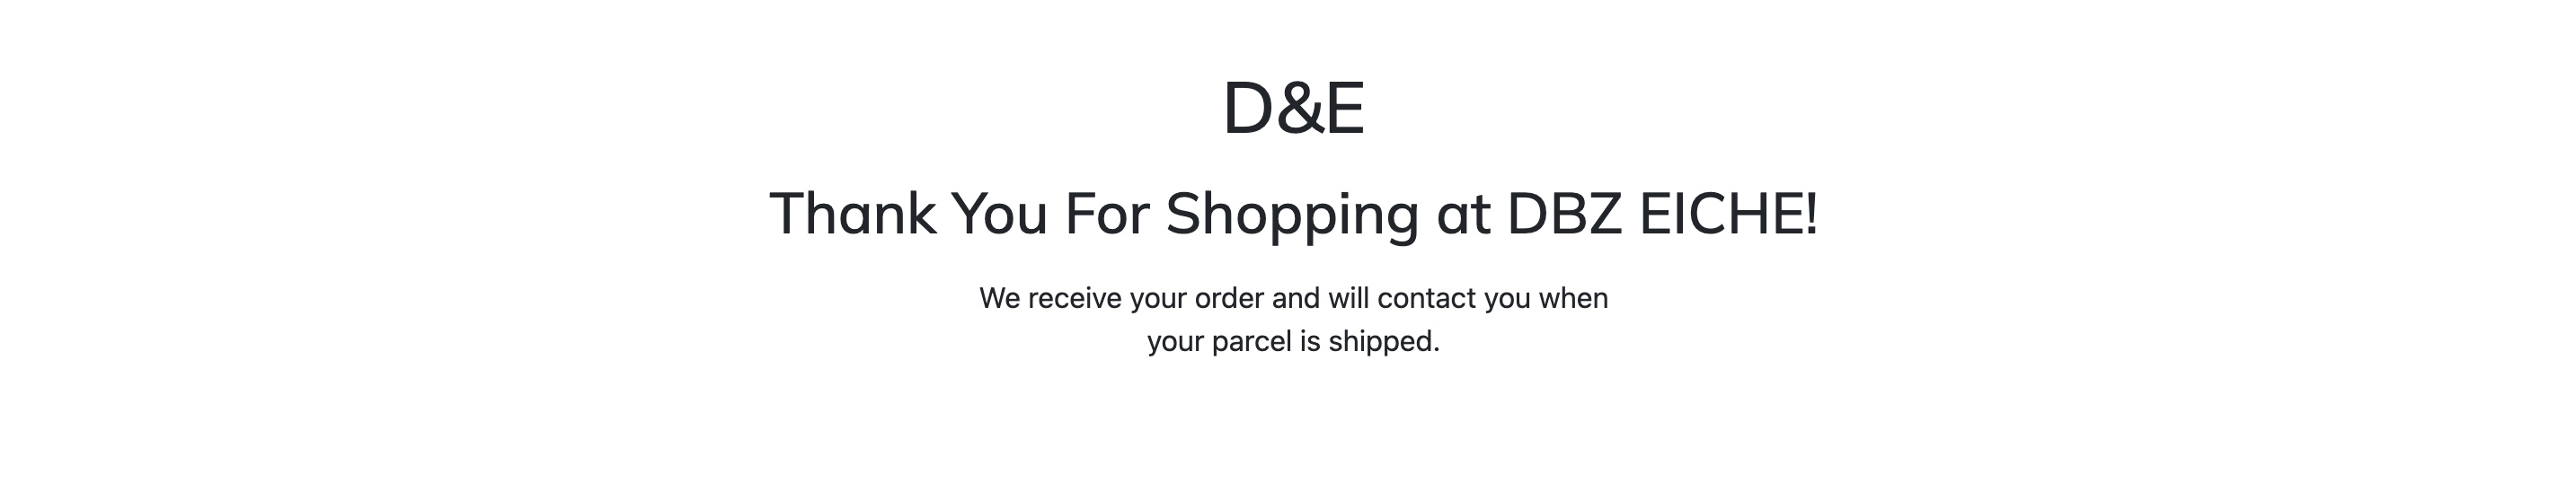 D&E
Thank You For Shopping at DBZ EICHE!
We receive your order and will contact you when
your parcel is shipped.